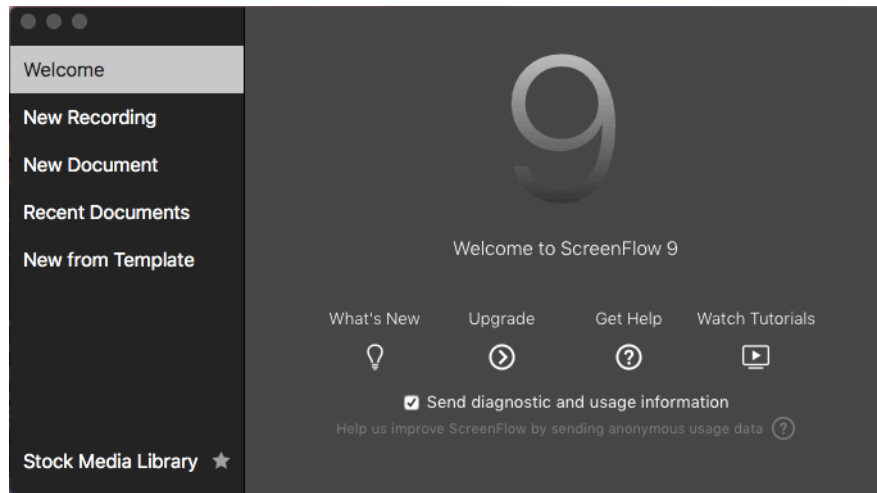 Welcome
New Recording
New Document
Recent Documents
New from Template
Stock Media Library
9
Welcome to ScreenFlow 9
What's New Upgrade Get Help Watch Tutorials
Send diagnostic and usage information
Help us improve ScreenFlow by sending anonymous usage data ?